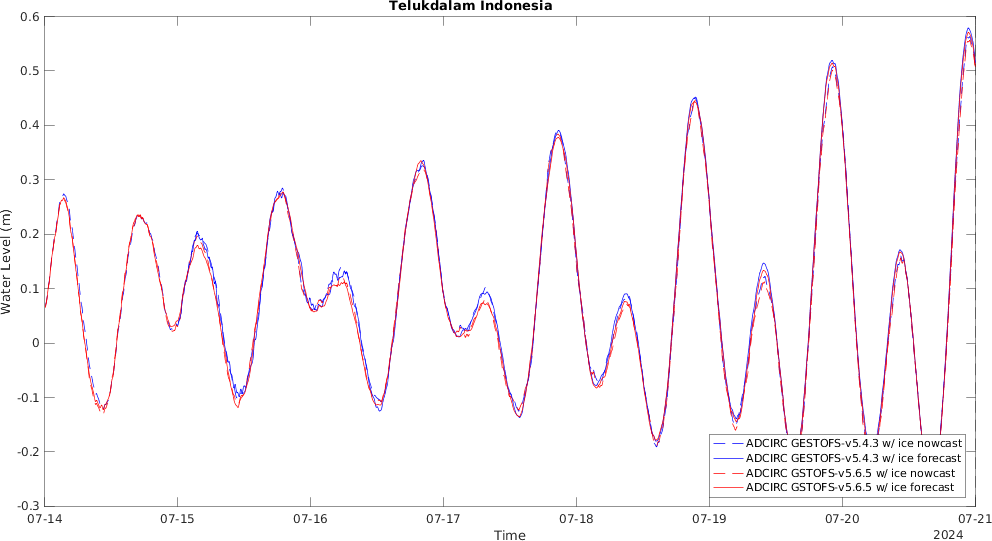 Telukdalam Indonesia
0.6
0.5
0.4
0.3
0.2
0.1
0
-0.1
-0.2
-0.3
Water Level (m)
ADCIRC GESTOFS-v5.4.3 w/ ice nowcast
ADCIRC GESTOFS-v5.4.3 w/ ice forecast
ADCIRC GSTOFS-v5.6.5 w/ ice nowcast
ADCIRC GSTOFS-v5.6.5 w/ ice forecast
07-14 07-15 07-16 07-17 07-18 07-19 07-20 07-21
Time
2024